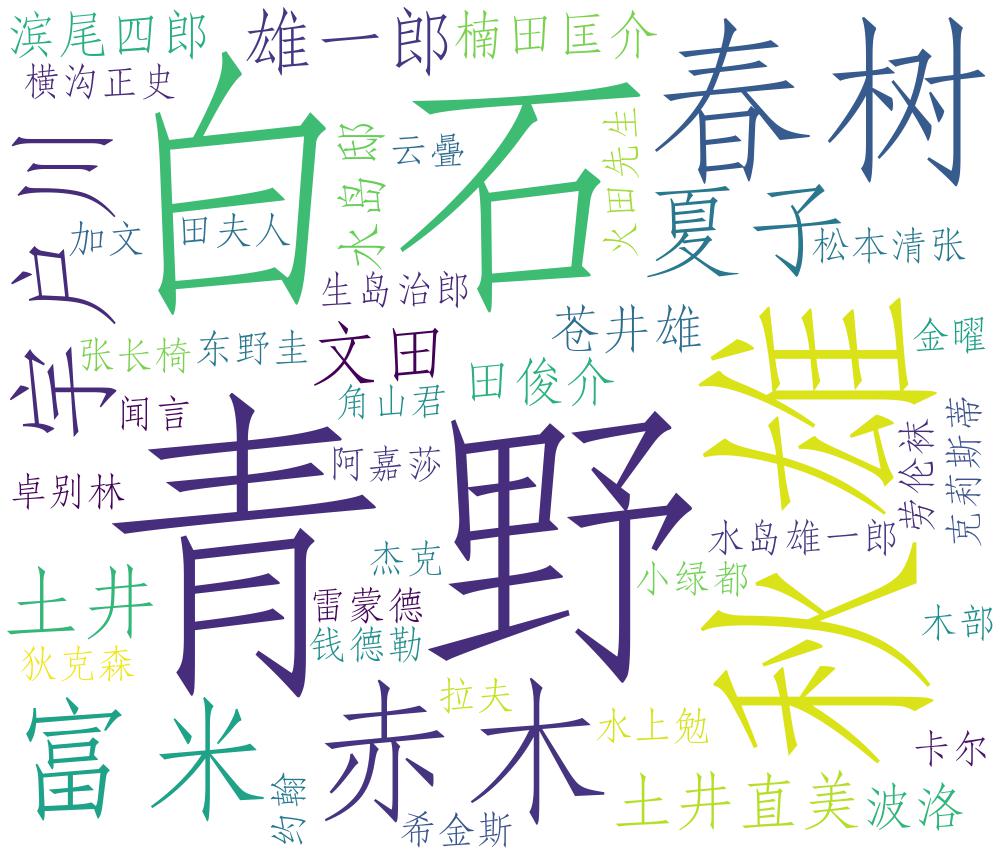 滨尾四郎
雄一郎
楠田匡介
春树
横沟正史
白石
水岛邸
云疊
火田先生
户川
加文
田夫人
夏子
松本清张
生岛治郎
宇
张长椅
东野圭
文田
苍井雄
秋雄
金曜
角山君
田俊介
闻言
青野
阿嘉莎
劳伦袜
克莉斯蒂
卓别林
水岛雄一郎
杰克
小绿都
土井
雷蒙德
钱德勒
木部
狄克森
富米
赤木
拉夫
水上勉
卡尔
约翰
希金斯
土井直美
波洛